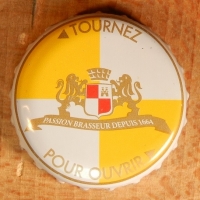 TOURNEZ
PASSION BRASSEUR DEPUIS 1664
POUR OUVRIR